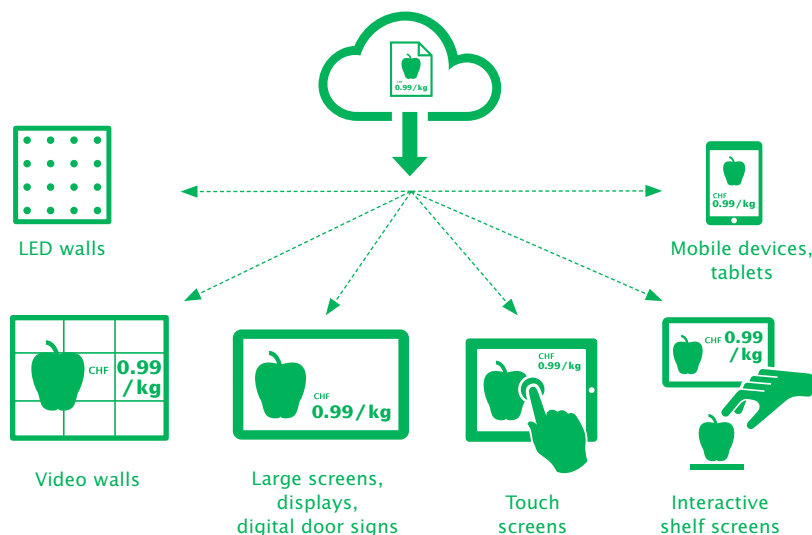 CHF
0.99/kg
LED walls
CHF
0.99/kg
Mobile devices,
tablets
CHF 0.99
/kg
Video walls
CHF
0.99/kg
Large screens,
displays,
digital door signs
CHF
0.99/kg
Touch
screens
CHF 0.99
/kg
Interactive
shelf screens